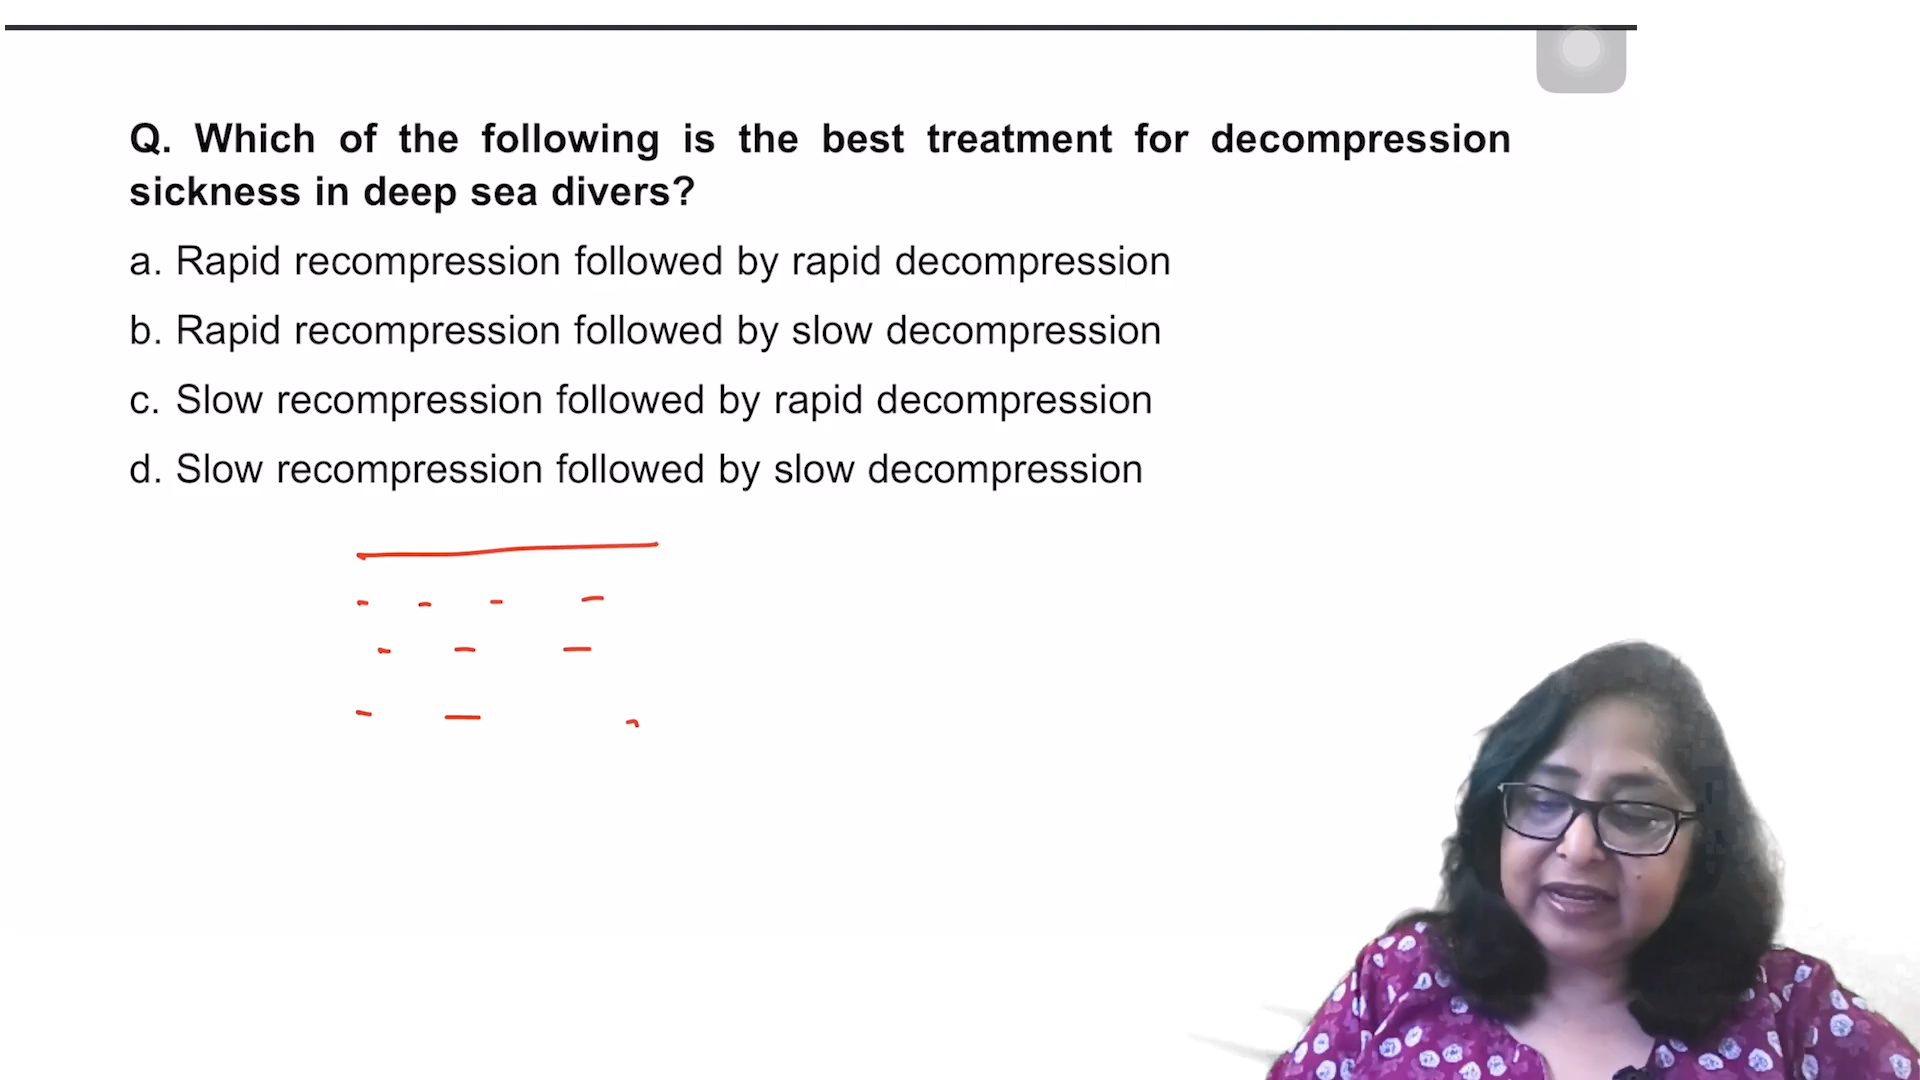 Q. Which of the following is the best treatment for decompression
sickness in deep sea divers?
a. Rapid recompression followed by rapid decompression
b. Rapid recompression followed by slow decompression
c. Slow recompression followed by rapid decompression
d. Slow recompression followed by slow decompression